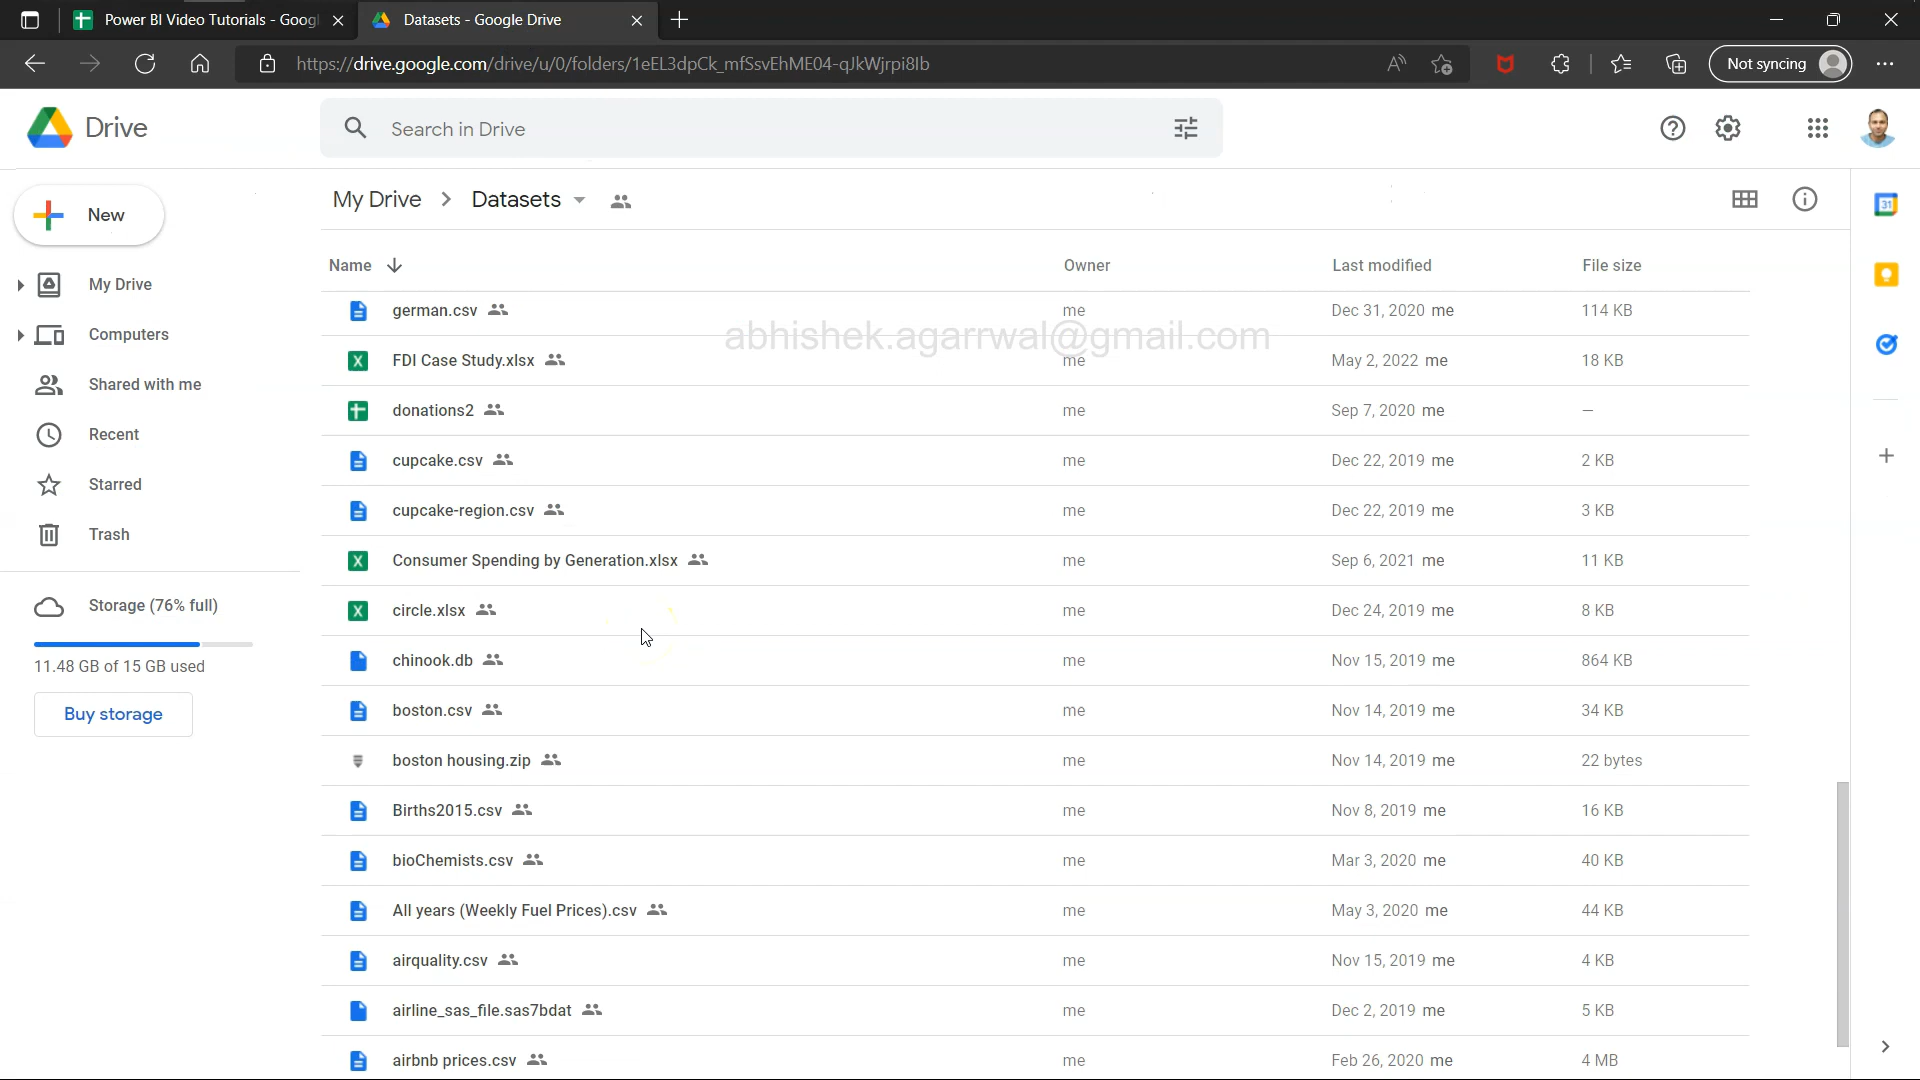 Power BI Video Tutorials - Googl
Datasets - Google Drive
https://drive.google.com/drive/u/0/folders/1eEL3dpCk_mfSsvEhME04-qJkWjrpi8Ib
Not syncing
Drive
Search in Drive
New
My Drive
Computers
Shared with me
Recent
Starred
Trash
Storage (76% full)
11.48 GB of 15 GB used
Buy storage
My Drive > Datasets
Name Owner Last modified File size
german.csv me Dec 31, 2020 me 114 KB
abhishek.agarrwal@gmail.com
FDI Case Study.xlsx me May 2, 2022 me 18 KB
donations2 me Sep 7, 2020 me —
cupcake.csv me Dec 22, 2019 me 2 KB
cupcake-region.csv me Dec 22, 2019 me 3 KB
Consumer Spending by Generation.xlsx me Sep 6, 2021 me 11 KB
circle.xlsx me Dec 24, 2019 me 8 KB
chinook.db me Nov 15, 2019 me 864 KB
boston.csv me Nov 14, 2019 me 34 KB
boston housing.zip me Nov 14, 2019 me 22 bytes
Births2015.csv me Nov 8, 2019 me 16 KB
bioChemists.csv me Mar 3, 2020 me 40 KB
All years (Weekly Fuel Prices).csv me May 3, 2020 me 44 KB
airquality.csv me Nov 15, 2019 me 4 KB
airline_sas_file.sas7bdat me Dec 2, 2019 me 5 KB
airbnb prices.csv me Feb 26, 2020 me 4 MB
31